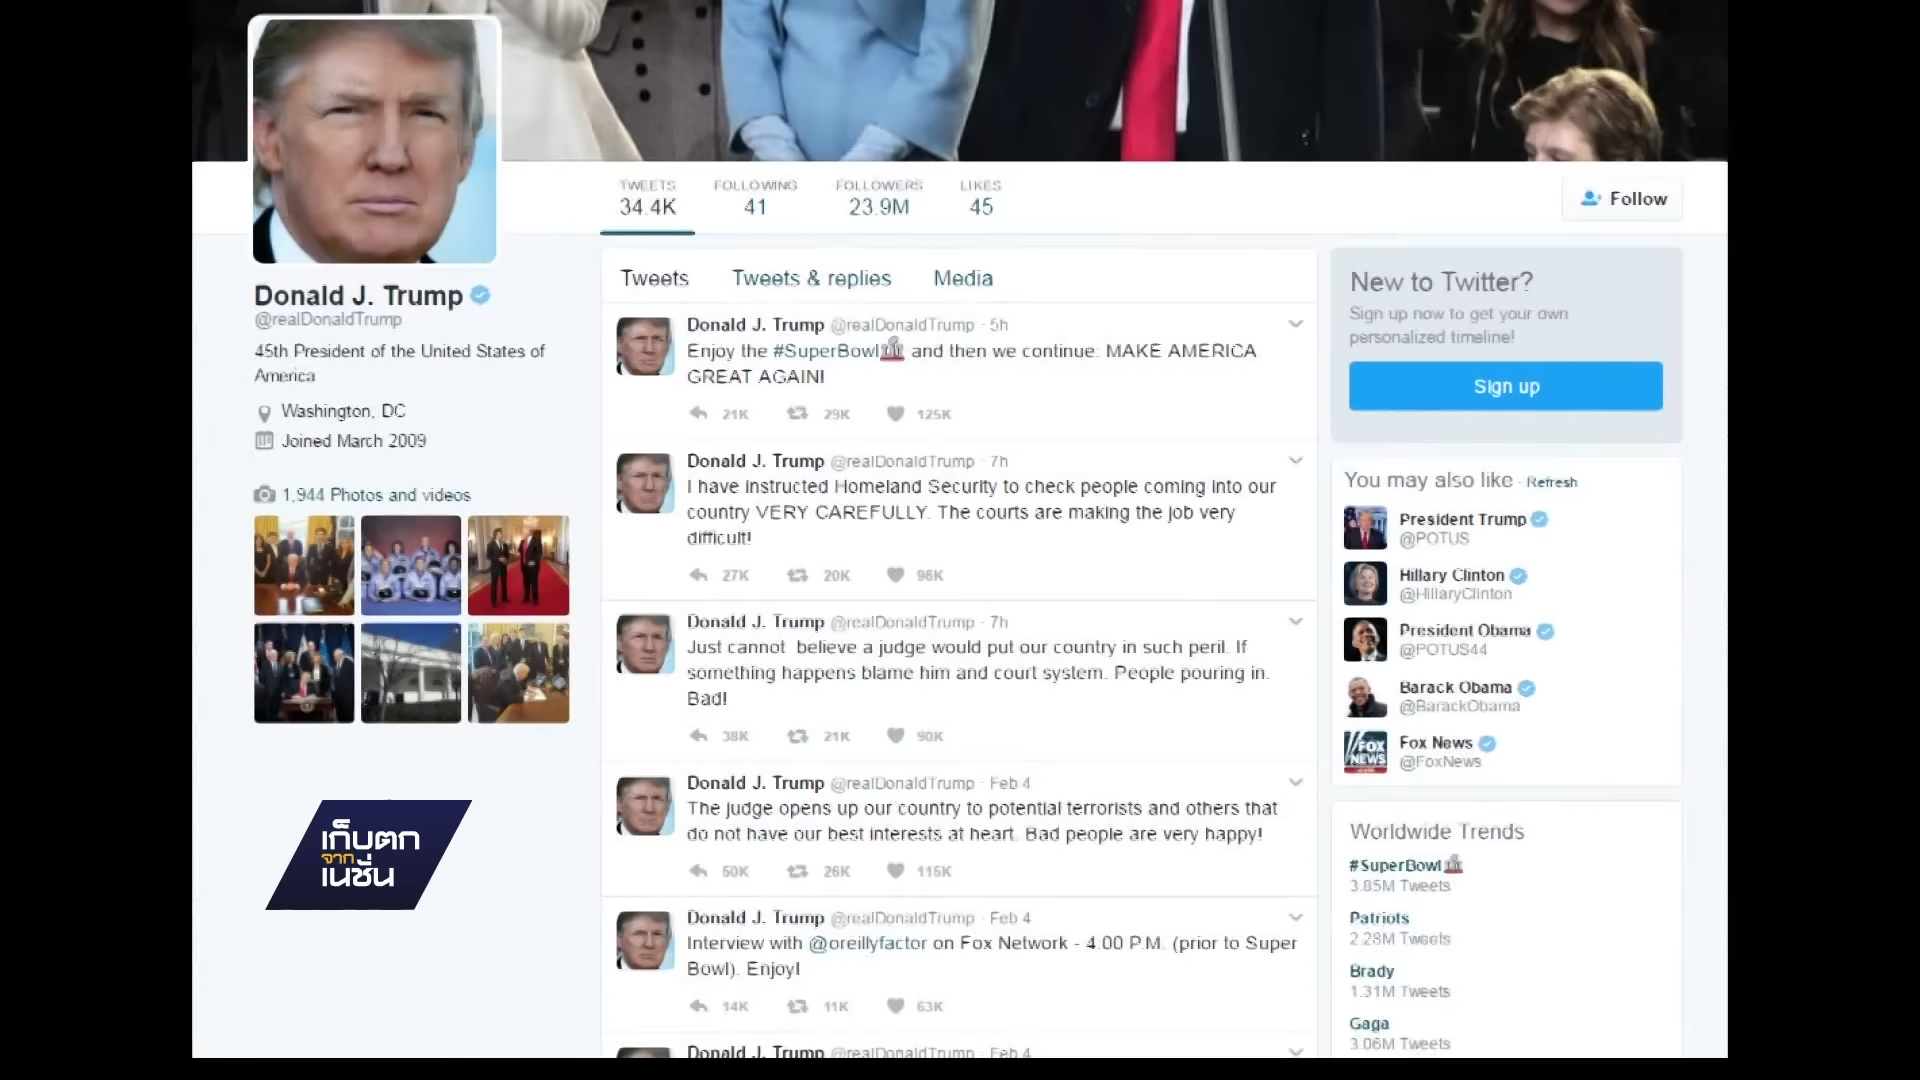 TWEETS
34.4K
FOLLOWING
41
FOLLOWERS
23.9M
LIKES
45
Follow
Donald J. Trump
@realDonaldTrump
45th President of the United States of
America
Washington, DC
Joined March 2009
1,944 Photos and videos
เก็บตก
จาก
เนชั่น
Tweets Tweets & replies Media
Donald J. Trump @realDonaldTrump · 5h
Enjoy the #SuperBowl and then we continue: MAKE AMERICA
GREAT AGAIN!
21K 29K 125K
Donald J. Trump @realDonaldTrump · 7h
I have instructed Homeland Security to check people coming into our
country VERY CAREFULLY. The courts are making the job very
difficult!
27K 20K 96K
Donald J. Trump @realDonaldTrump · 7h
Just cannot believe a judge would put our country in such peril. If
something happens blame him and court system. People pouring in.
Bad!
38K 21K 90K
Donald J. Trump @realDonaldTrump · Feb 4
The judge opens up our country to potential terrorists and others that
do not have our best interests at heart. Bad people are very happy!
50K 26K 115K
Donald J. Trump @realDonaldTrump · Feb 4
Interview with @oreillyfactor on Fox Network - 4:00 P.M. (prior to Super
Bowl). Enjoy!
14K 11K 63K
Donald J. Trump @realDonaldTrump · Feb 4
New to Twitter?
Sign up now to get your own
personalized timeline!
Sign up
You may also like · Refresh
President Trump
@POTUS
Hillary Clinton
@HillaryClinton
President Obama
@POTUS44
Barack Obama
@BarackObama
FOX
NEWS
Fox News
@FoxNews
Worldwide Trends
#SuperBowl
3.85M Tweets
Patriots
2.28M Tweets
Brady
1.31M Tweets
Gaga
3.06M Tweets